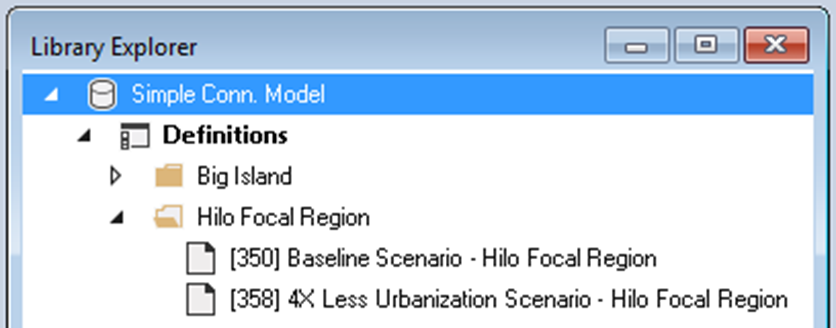 Library Explorer
Simple Conn. Model
Definitions
Big Island
Hilo Focal Region
[350] Baseline Scenario - Hilo Focal Region
[358] 4X Less Urbanization Scenario - Hilo Focal Region